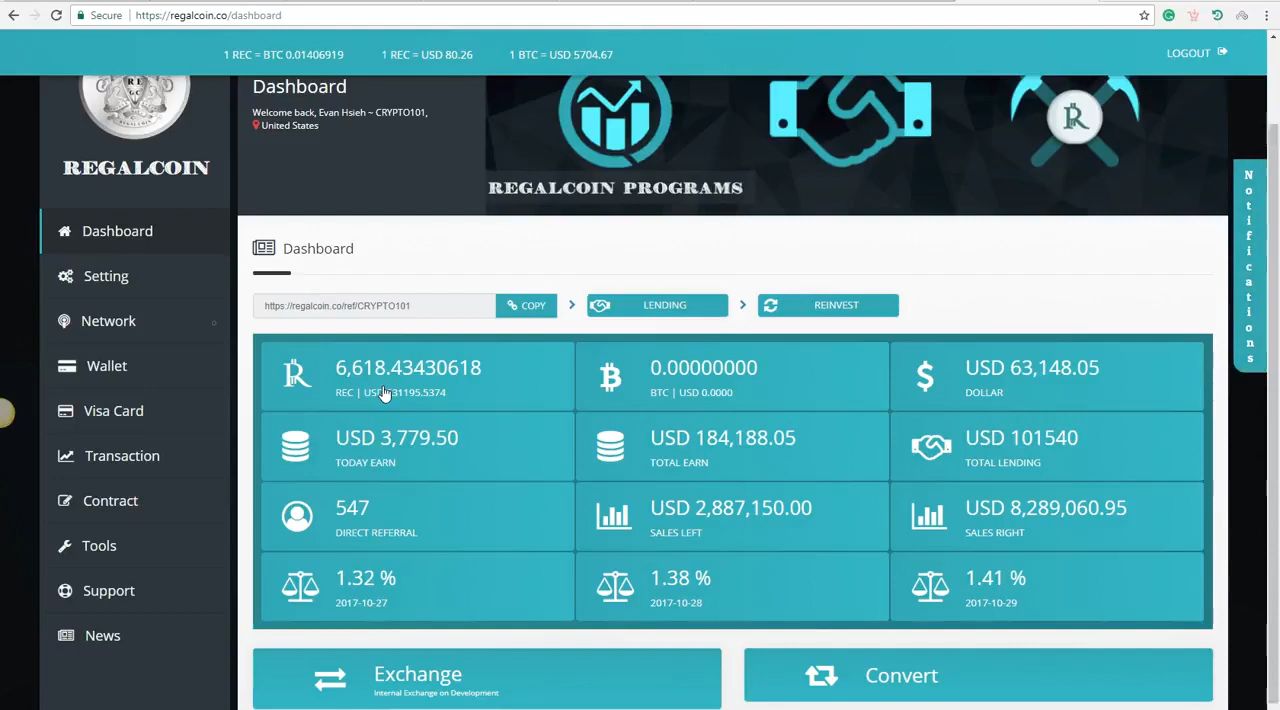 Secure
https://regalcoin.co/dashboard
1 REC = BTC 0.01406919
1 REC = USD 80.26
1 BTC = USD 5704.67
LOGOUT
REGALCOIN
Dashboard
Setting
Network
Wallet
Visa Card
Transaction
Contract
Tools
Support
News
Dashboard
Welcome back, Evan Hsieh ~ CRYPTO101,
United States
REGALCOIN PROGRAMS
Notifications
Dashboard
https://regalcoin.co/ref/CRYPTO101
COPY
LENDING
REINVEST
6,618.43430618
REC |
0.00000000
BTC | USD 0.0000
USD 63,148.05
DOLLAR
USD 3,779.50
TODAY EARN
USD 184,188.05
TOTAL EARN
USD 101540
TOTAL LENDING
547
DIRECT REFERRAL
USD 2,887,150.00
SALES LEFT
USD 8,289,060.95
SALES RIGHT
1.32 %
2017-10-27
1.38 %
2017-10-28
1.41 %
2017-10-29
Exchange
Internal Exchange on Development
Convert